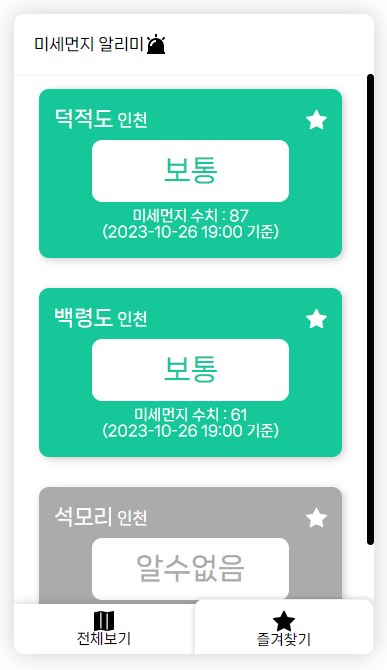 미세먼지 알리미
덕적도 인천
보통
미세먼지 수치 : 87
(2023-10-26 19:00 기준)
백령도 인천
보통
미세먼지 수치 : 61
(2023-10-26 19:00 기준)
석모리 인천
알수없음
전체보기
즐겨찾기